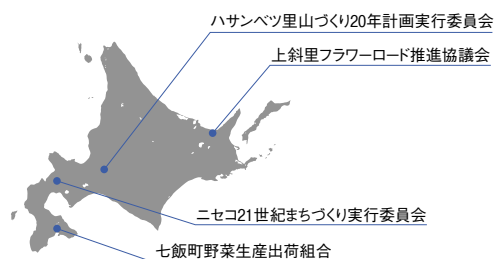 ハサンベツ里山づくり20年計画実行委員会
上斜里フラワーロード推進協議会
ニセコ21世紀まちづくり実行委員会
七飯町野菜生産出荷組合